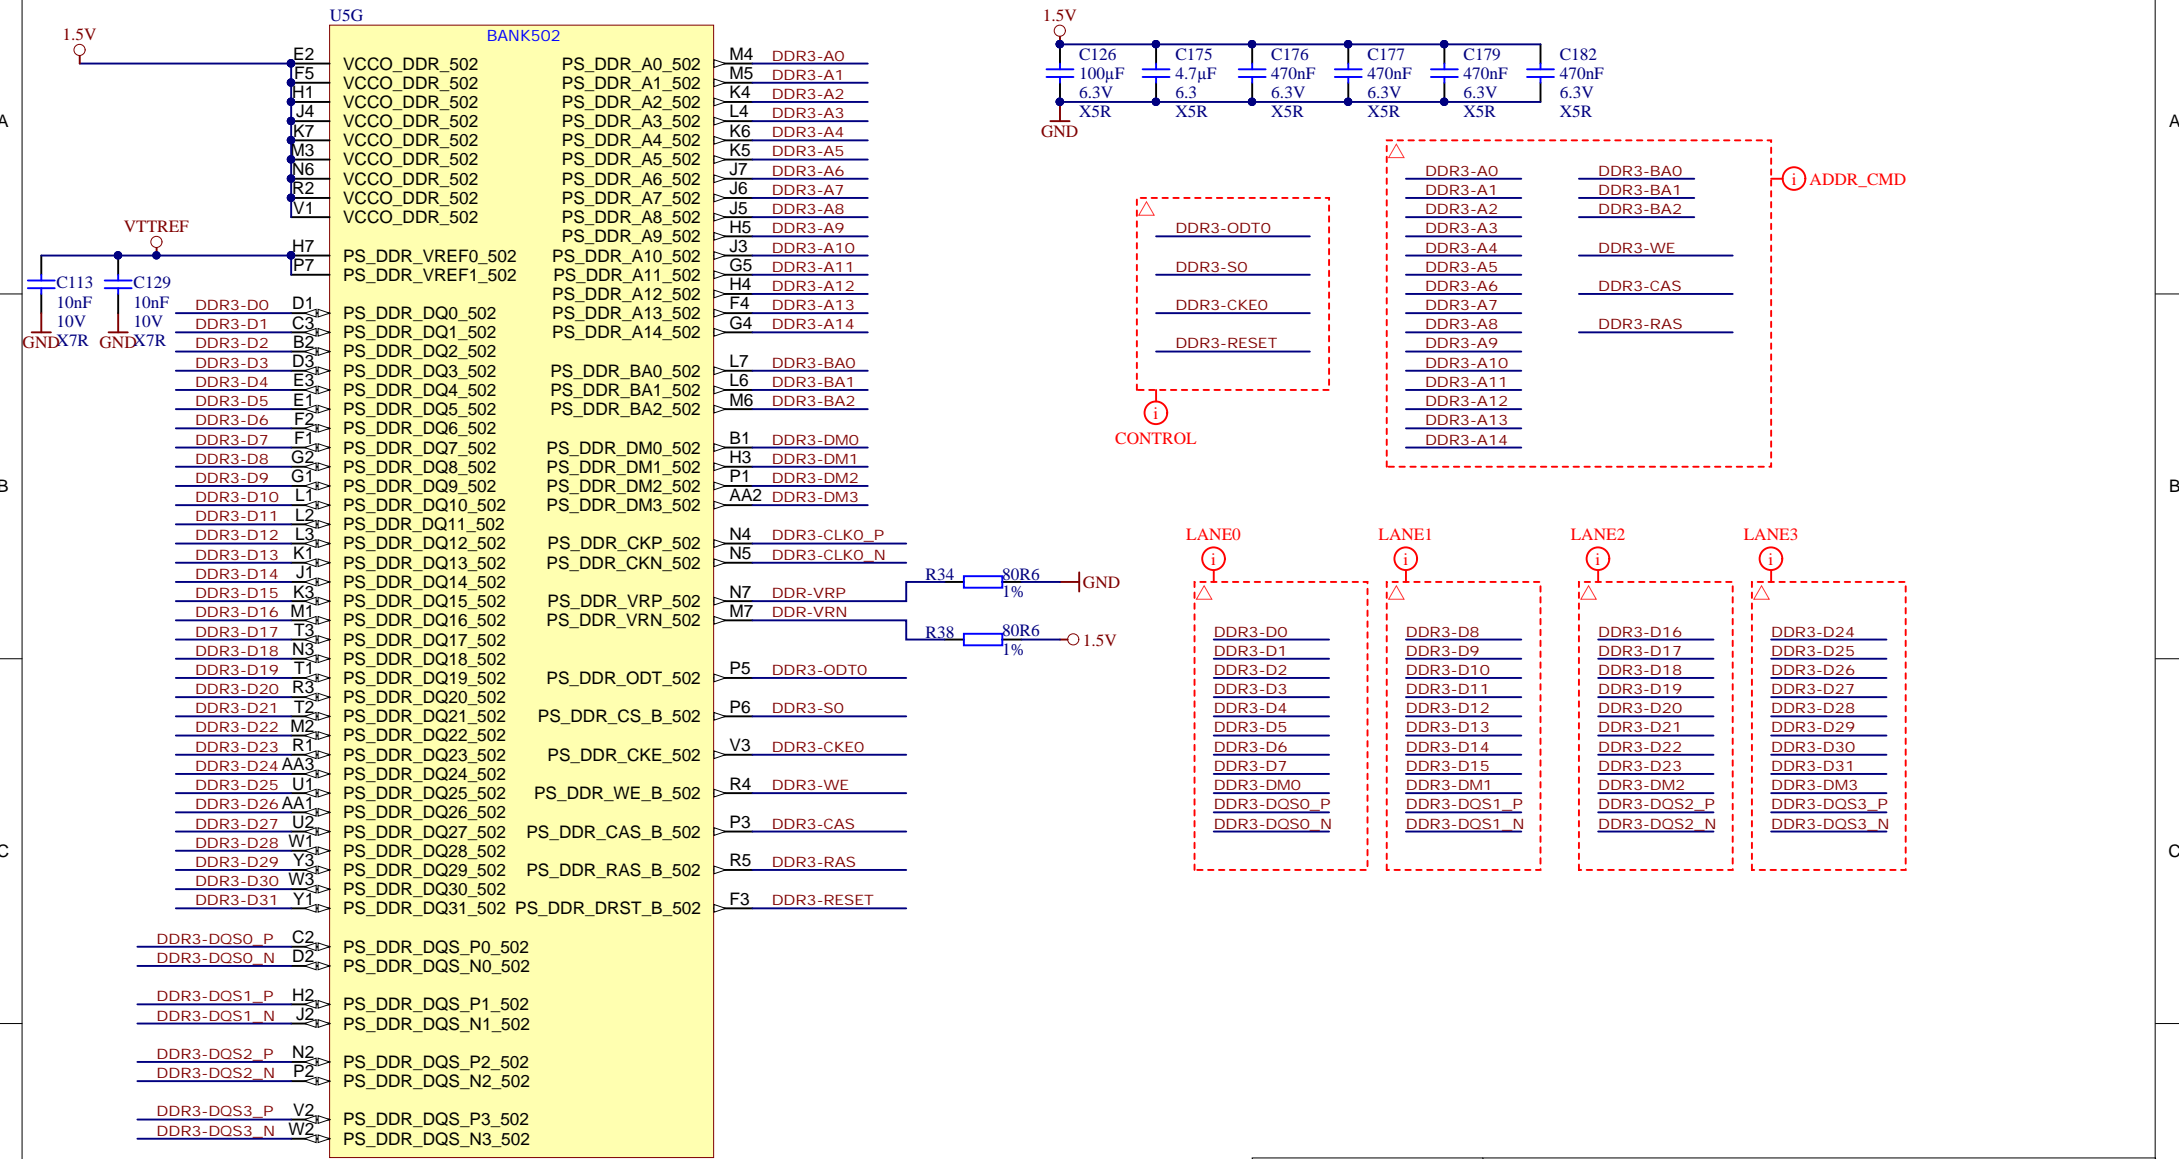 U5G
BANK502
1.5V
E2 VCCO_DDR_502
F5 VCCO_DDR_502
H1 VCCO_DDR_502
J4 VCCO_DDR_502
K7 VCCO_DDR_502
M3 VCCO_DDR_502
N6 VCCO_DDR_502
R2 VCCO_DDR_502
V1 VCCO_DDR_502
VTTREF
H7 PS_DDR_VREF0_502
P7 PS_DDR_VREF1_502
C113
10nF
10V
X7R
GND
C129
10nF
10V
X7R
GND
DDR3-D0 D1 PS_DDR_DQ0_502
DDR3-D1 C3 PS_DDR_DQ1_502
DDR3-D2 B2 PS_DDR_DQ2_502
DDR3-D3 D3 PS_DDR_DQ3_502
DDR3-D4 E3 PS_DDR_DQ4_502
DDR3-D5 E1 PS_DDR_DQ5_502
DDR3-D6 F2 PS_DDR_DQ6_502
DDR3-D7 F1 PS_DDR_DQ7_502
DDR3-D8 G2 PS_DDR_DQ8_502
DDR3-D9 G1 PS_DDR_DQ9_502
DDR3-D10 L1 PS_DDR_DQ10_502
DDR3-D11 L2 PS_DDR_DQ11_502
DDR3-D12 L3 PS_DDR_DQ12_502
DDR3-D13 K1 PS_DDR_DQ13_502
DDR3-D14 J1 PS_DDR_DQ14_502
DDR3-D15 K3 PS_DDR_DQ15_502
DDR3-D16 M1 PS_DDR_DQ16_502
DDR3-D17 T3 PS_DDR_DQ17_502
DDR3-D18 N3 PS_DDR_DQ18_502
DDR3-D19 T1 PS_DDR_DQ19_502
DDR3-D20 R3 PS_DDR_DQ20_502
DDR3-D21 T2 PS_DDR_DQ21_502
DDR3-D22 M2 PS_DDR_DQ22_502
DDR3-D23 R1 PS_DDR_DQ23_502
DDR3-D24 AA3 PS_DDR_DQ24_502
DDR3-D25 U1 PS_DDR_DQ25_502
DDR3-D26 AA1 PS_DDR_DQ26_502
DDR3-D27 U2 PS_DDR_DQ27_502
DDR3-D28 W1 PS_DDR_DQ28_502
DDR3-D29 Y3 PS_DDR_DQ29_502
DDR3-D30 W3 PS_DDR_DQ30_502
DDR3-D31 Y1 PS_DDR_DQ31_502
DDR3-DQS0_P C2 PS_DDR_DQS_P0_502
DDR3-DQS0_N D2 PS_DDR_DQS_N0_502
DDR3-DQS1_P H2 PS_DDR_DQS_P1_502
DDR3-DQS1_N J2 PS_DDR_DQS_N1_502
DDR3-DQS2_P N2 PS_DDR_DQS_P2_502
DDR3-DQS2_N P2 PS_DDR_DQS_N2_502
DDR3-DQS3_P V2 PS_DDR_DQS_P3_502
DDR3-DQS3_N W2 PS_DDR_DQS_N3_502
PS_DDR_A0_502 M4 DDR3-A0
PS_DDR_A1_502 M5 DDR3-A1
PS_DDR_A2_502 K4 DDR3-A2
PS_DDR_A3_502 L4 DDR3-A3
PS_DDR_A4_502 K6 DDR3-A4
PS_DDR_A5_502 K5 DDR3-A5
PS_DDR_A6_502 J7 DDR3-A6
PS_DDR_A7_502 J6 DDR3-A7
PS_DDR_A8_502 J5 DDR3-A8
PS_DDR_A9_502 H5 DDR3-A9
PS_DDR_A10_502 J3 DDR3-A10
PS_DDR_A11_502 G5 DDR3-A11
PS_DDR_A12_502 H4 DDR3-A12
PS_DDR_A13_502 F4 DDR3-A13
PS_DDR_A14_502 G4 DDR3-A14
PS_DDR_BA0_502 L7 DDR3-BA0
PS_DDR_BA1_502 L6 DDR3-BA1
PS_DDR_BA2_502 M6 DDR3-BA2
PS_DDR_DM0_502 B1 DDR3-DM0
PS_DDR_DM1_502 H3 DDR3-DM1
PS_DDR_DM2_502 P1 DDR3-DM2
PS_DDR_DM3_502 AA2 DDR3-DM3
PS_DDR_CKP_502 N4 DDR3-CLK0_P
PS_DDR_CKN_502 N5 DDR3-CLK0_N
PS_DDR_VRP_502 N7 DDR-VRP
PS_DDR_VRN_502 M7 DDR-VRN
R34 80R6 GND
1%
R38 80R6 1.5V
1%
PS_DDR_ODT_502 P5 DDR3-ODT0
PS_DDR_CS_B_502 P6 DDR3-S0
PS_DDR_CKE_502 V3 DDR3-CKE0
PS_DDR_WE_B_502 R4 DDR3-WE
PS_DDR_CAS_B_502 P3 DDR3-CAS
PS_DDR_RAS_B_502 R5 DDR3-RAS
PS_DDR_DRST_B_502 F3 DDR3-RESET
1.5V
C126
100µF
6.3V
X5R
C175
4.7µF
6.3
X5R
C176
470nF
6.3V
X5R
C177
470nF
6.3V
X5R
C179
470nF
6.3V
X5R
C182
470nF
6.3V
X5R
GND
DDR3-ODT0
DDR3-S0
DDR3-CKE0
DDR3-RESET
i
CONTROL
DDR3-A0
DDR3-A1
DDR3-A2
DDR3-A3
DDR3-A4
DDR3-A5
DDR3-A6
DDR3-A7
DDR3-A8
DDR3-A9
DDR3-A10
DDR3-A11
DDR3-A12
DDR3-A13
DDR3-A14
DDR3-BA0
DDR3-BA1
DDR3-BA2
DDR3-WE
DDR3-CAS
DDR3-RAS
i ADDR_CMD
LANE0
i
DDR3-D0
DDR3-D1
DDR3-D2
DDR3-D3
DDR3-D4
DDR3-D5
DDR3-D6
DDR3-D7
DDR3-DM0
DDR3-DQS0_P
DDR3-DQS0_N
LANE1
i
DDR3-D8
DDR3-D9
DDR3-D10
DDR3-D11
DDR3-D12
DDR3-D13
DDR3-D14
DDR3-D15
DDR3-DM1
DDR3-DQS1_P
DDR3-DQS1_N
LANE2
i
DDR3-D16
DDR3-D17
DDR3-D18
DDR3-D19
DDR3-D20
DDR3-D21
DDR3-D22
DDR3-D23
DDR3-DM2
DDR3-DQS2_P
DDR3-DQS2_N
LANE3
i
DDR3-D24
DDR3-D25
DDR3-D26
DDR3-D27
DDR3-D28
DDR3-D29
DDR3-D30
DDR3-D31
DDR3-DM3
DDR3-DQS3_P
DDR3-DQS3_N
A
B
C
A
B
C